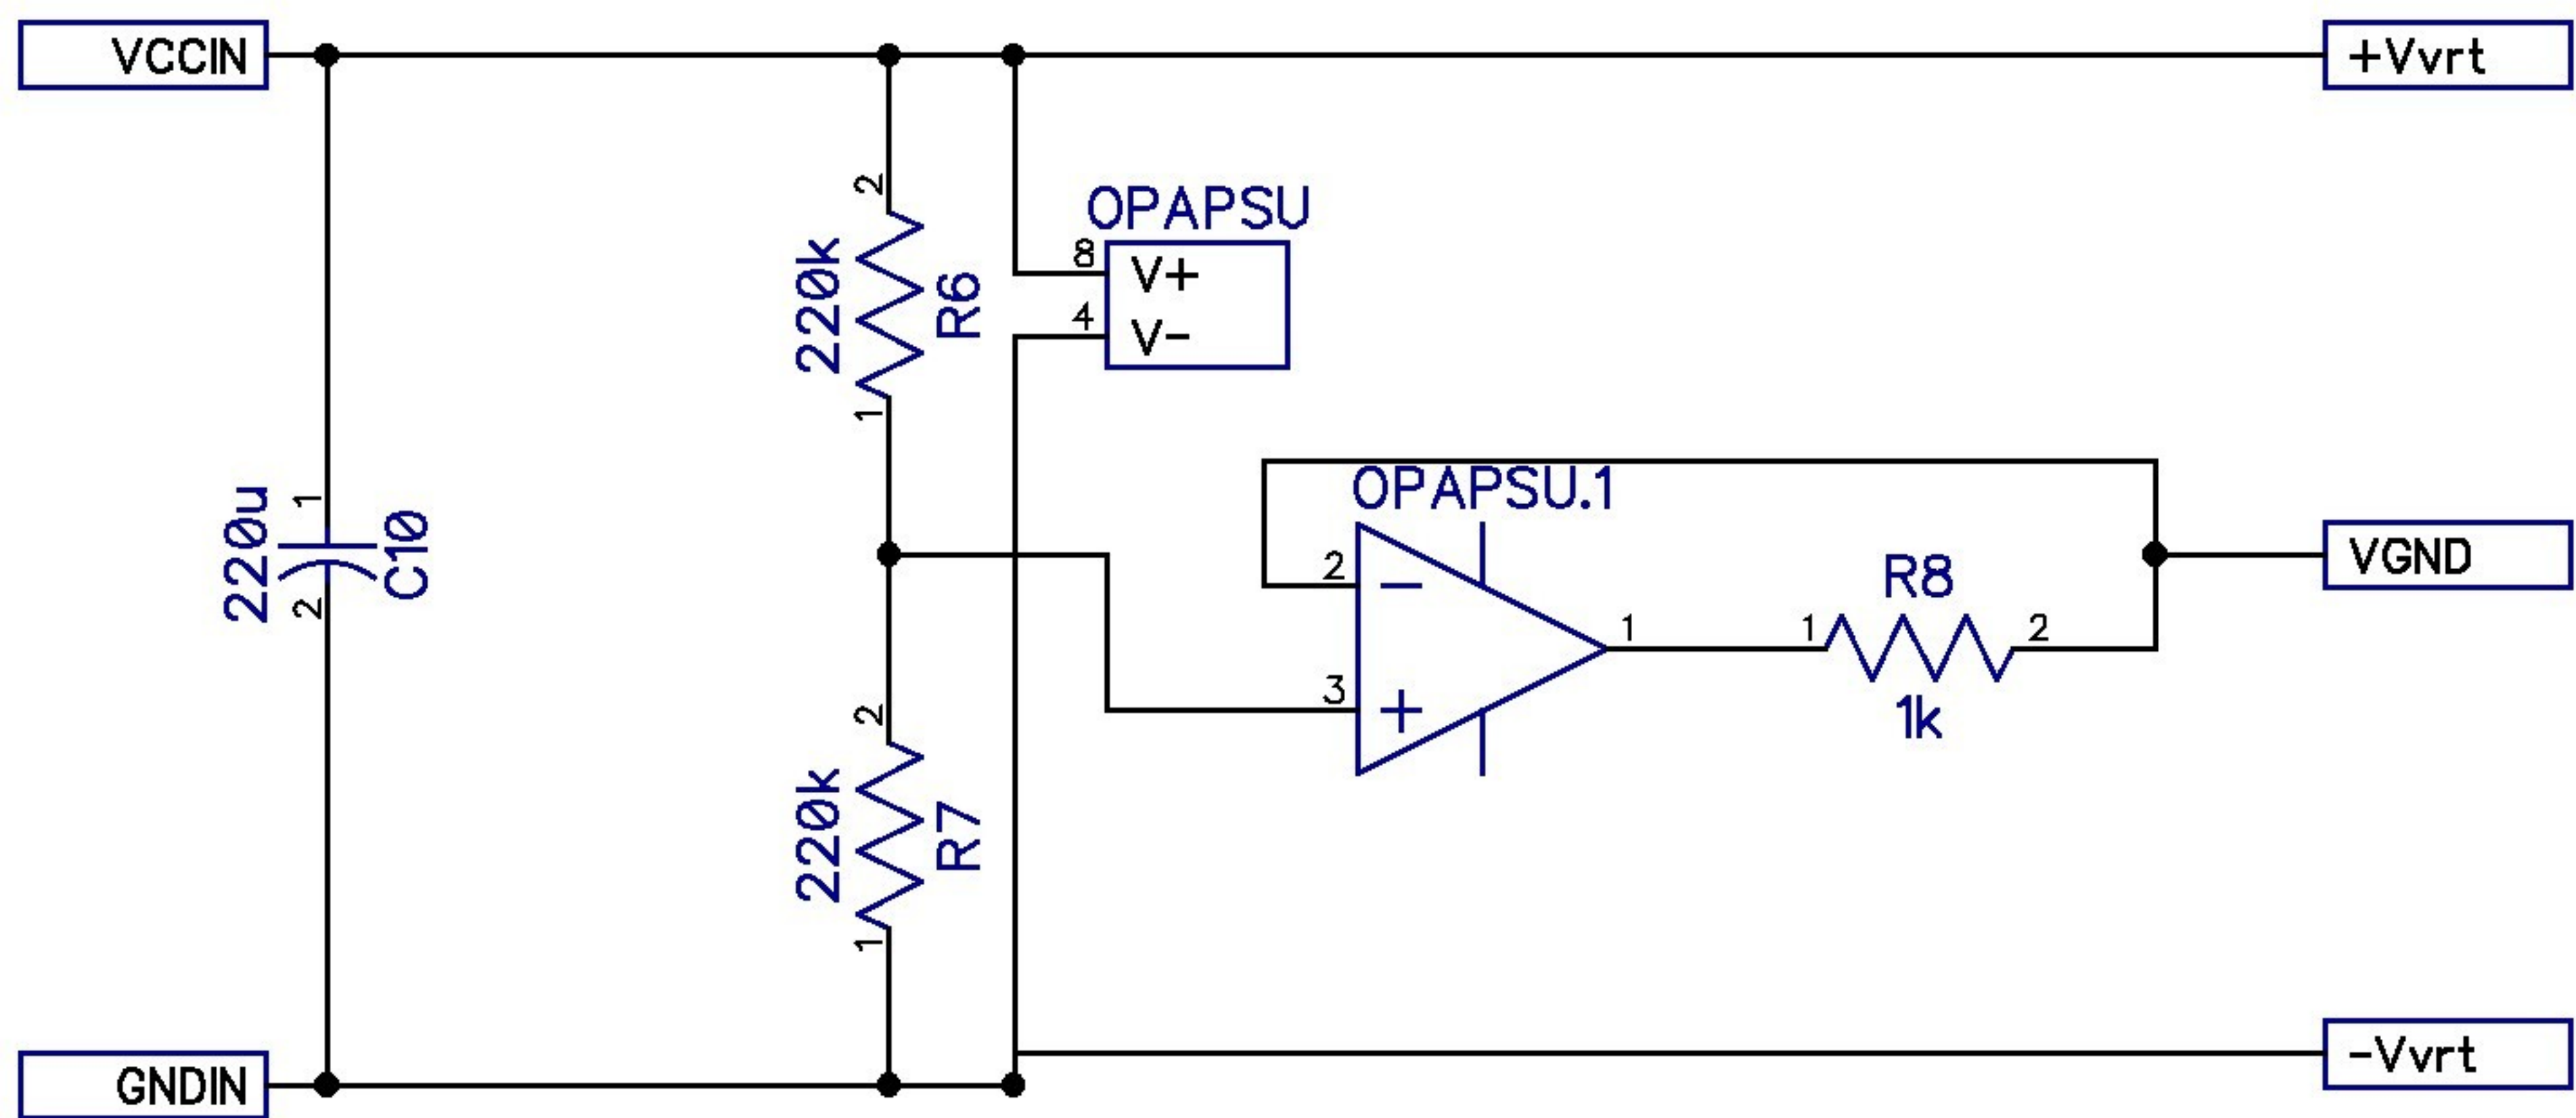 VCCIN
+Vvrt
2
220k
R6
1
OPAPSU
8
V+
4
V-
220u
1
C10
2
OPAPSU.1
2
-
3
+
1
1
R8
2
1k
VGND
2
220k
R7
1
GNDIN
-Vvrt